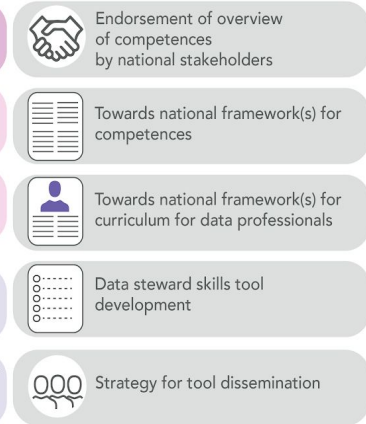 Endorsement of overview
of competences
by national stakeholders
Towards national framework(s) for
competences
Towards national framework(s) for
curriculum for data professionals
Data steward skills tool
development
Strategy for tool dissemination